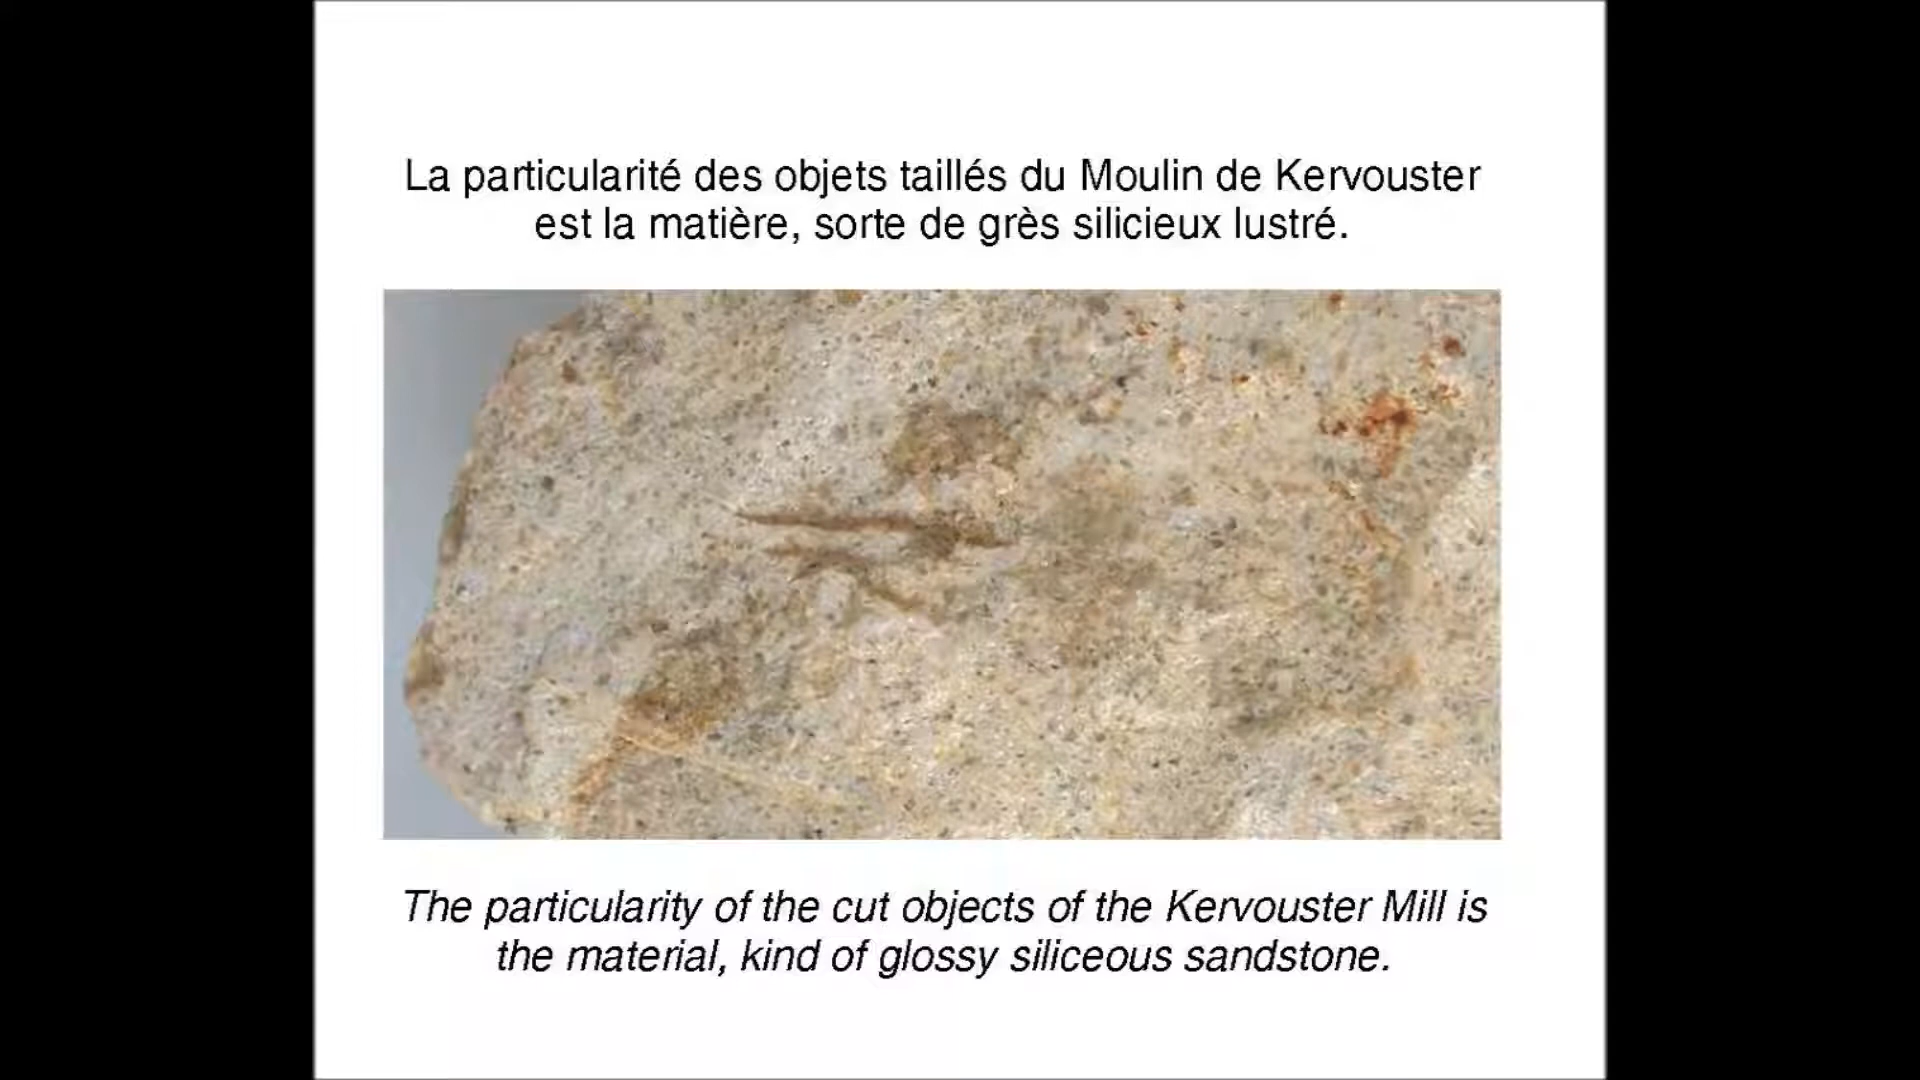 La particularité des objets taillés du Moulin de Kervouster
est la matière, sorte de grès silicieux lustré.
The particularity of the cut objects of the Kervouster Mill is
the material, kind of glossy siliceous sandstone.